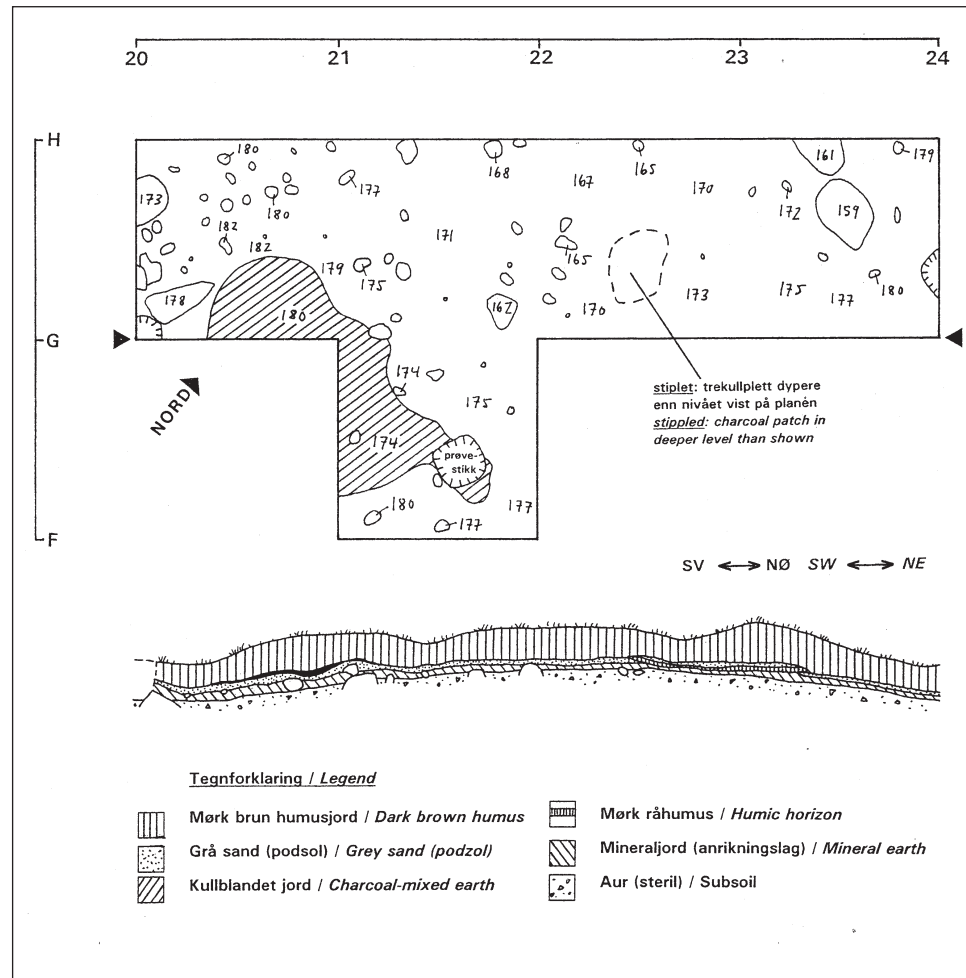 20 21 22 23 24
H
180
179
161
173
177
168
167
165
170
172
159
180
182
171
182
179
165
175
178
180
162
170
173
175
177
180
G
NORD
174
175
stiplet: trekullplett dypere
enn nivået vist på planén
stippled: charcoal patch in
deeper level than shown
174
prøve-
stikk
180
177
177
F
SV NØ SW NE
Tegnforklaring / Legend
Mørk brun humusjord / Dark brown humus
Grå sand (podsol) / Grey sand (podzol)
Kullblandet jord / Charcoal-mixed earth
Mørk råhumus / Humic horizon
Mineraljord (anrikningslag) / Mineral earth
Aur (steril) / Subsoil